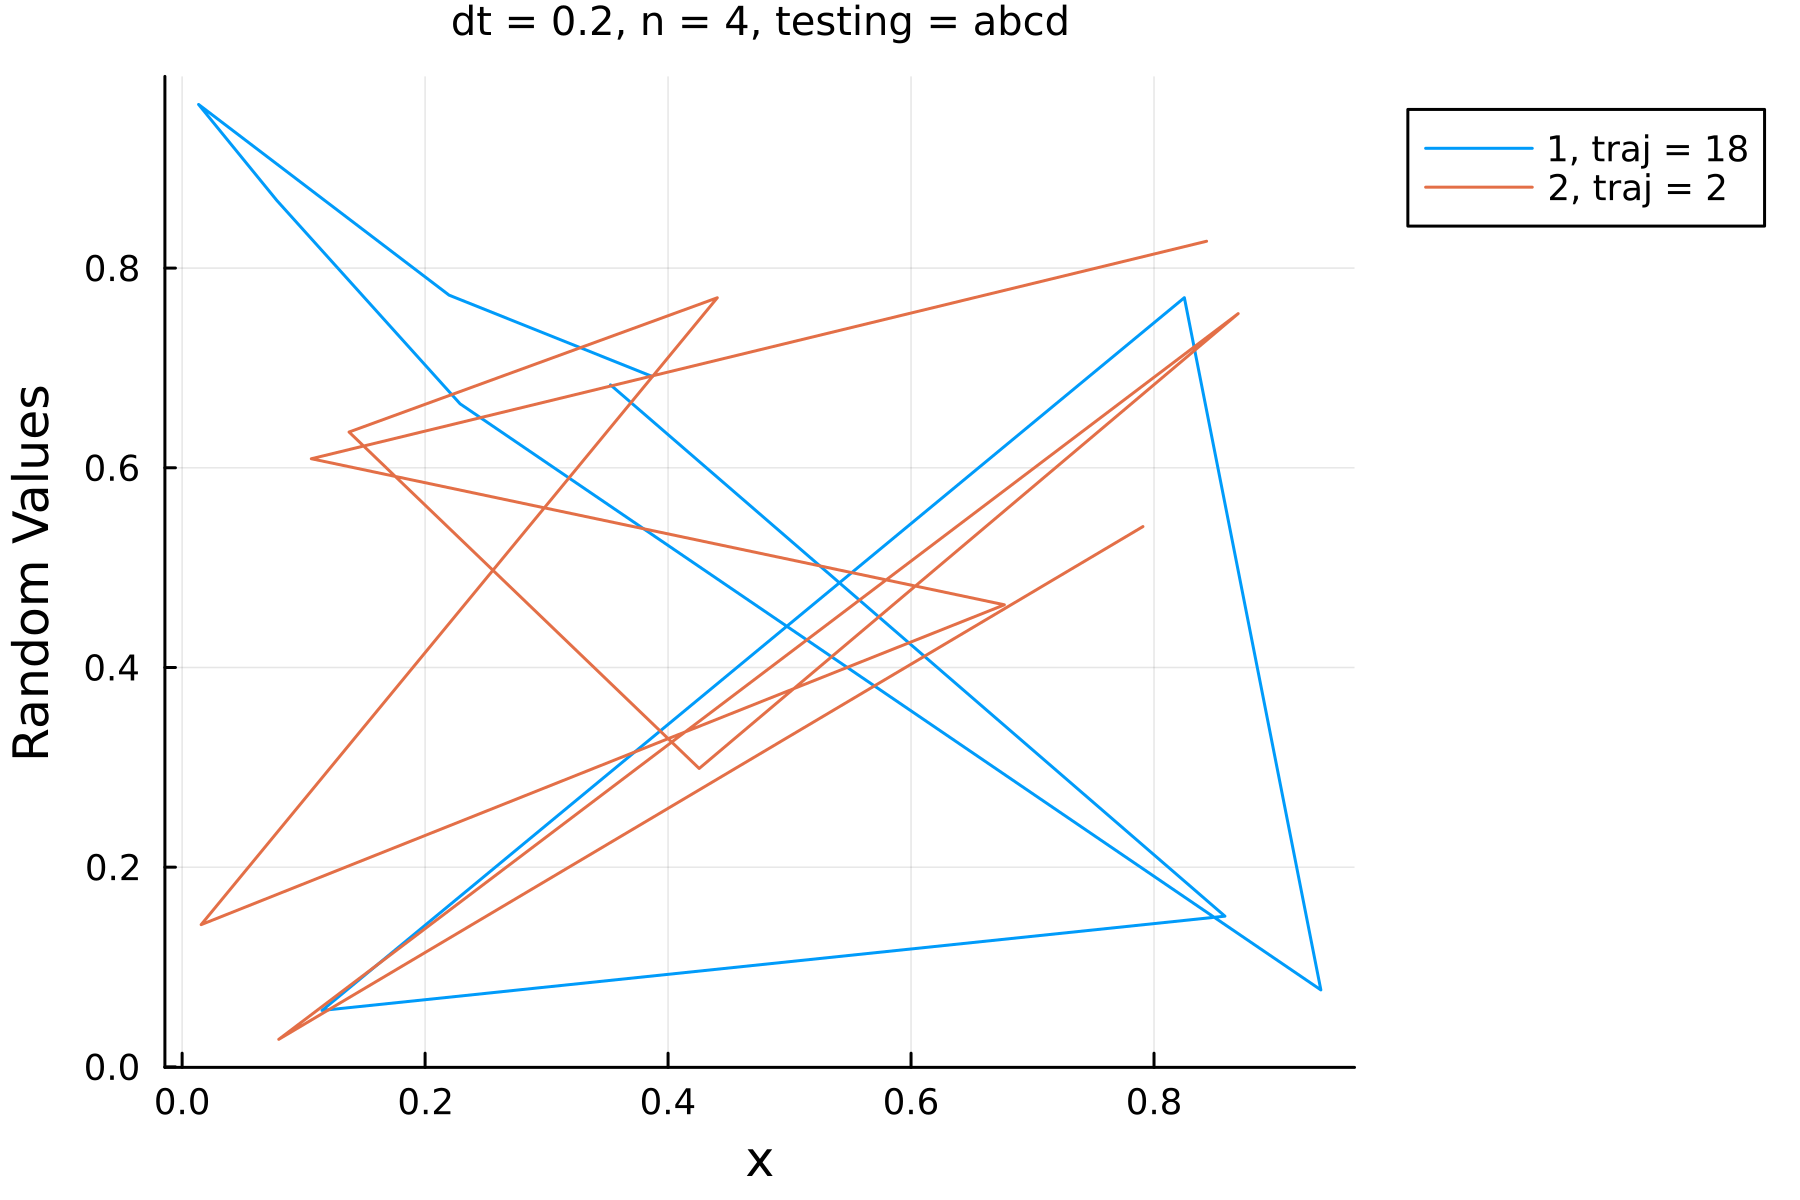 dt = 0.2, n = 4, testing = abcd
1, traj = 18
2, traj = 2
Random Values
0.8
0.6
0.4
0.2
0.0
0.0 0.2 0.4 0.6 0.8
x